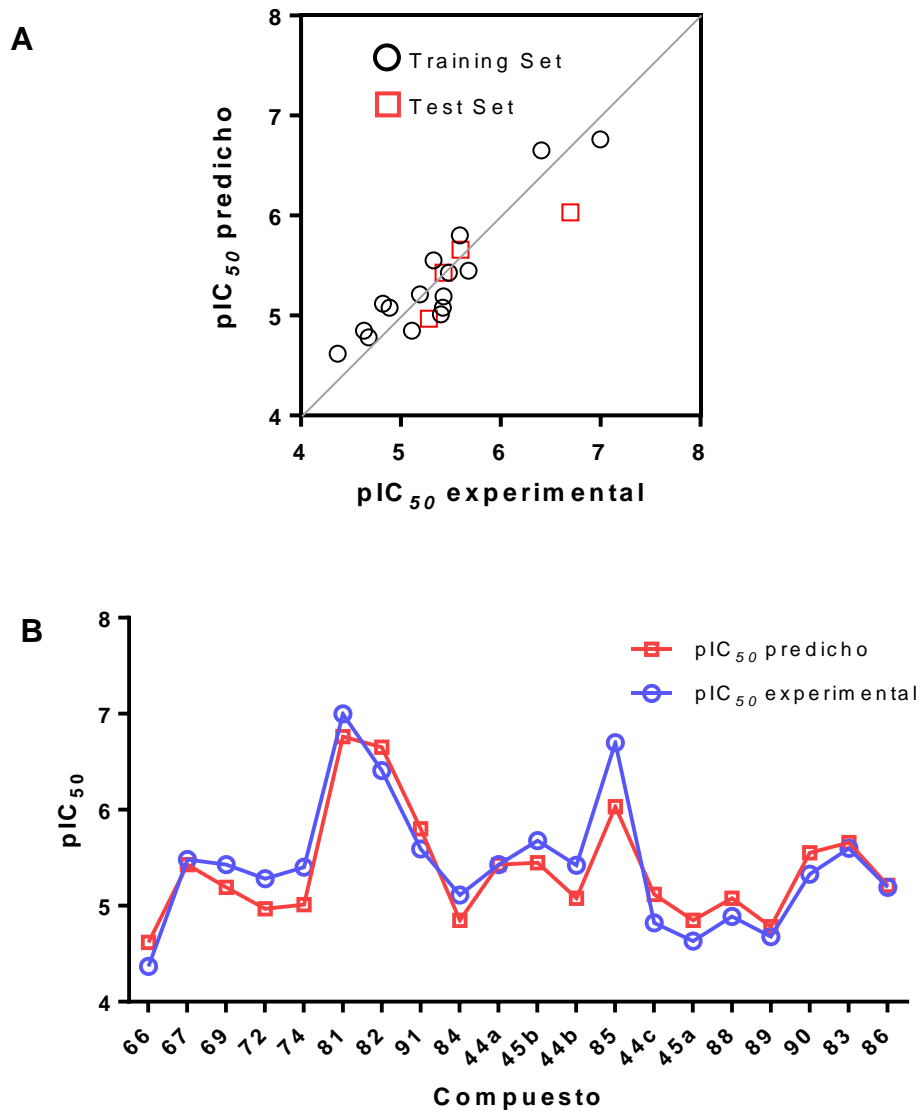 A
8
7
6
5
4
pIC50 predicho
Training Set
Test Set
4 5 6 7 8
pIC50 experimental
B
8
7
6
5
4
pIC50
pIC50 predicho
pIC50 experimental
66 67 69 72 74 81 82 91 84 44a 45b 44b 85 44c 45a 88 89 90 83 86
Compuesto